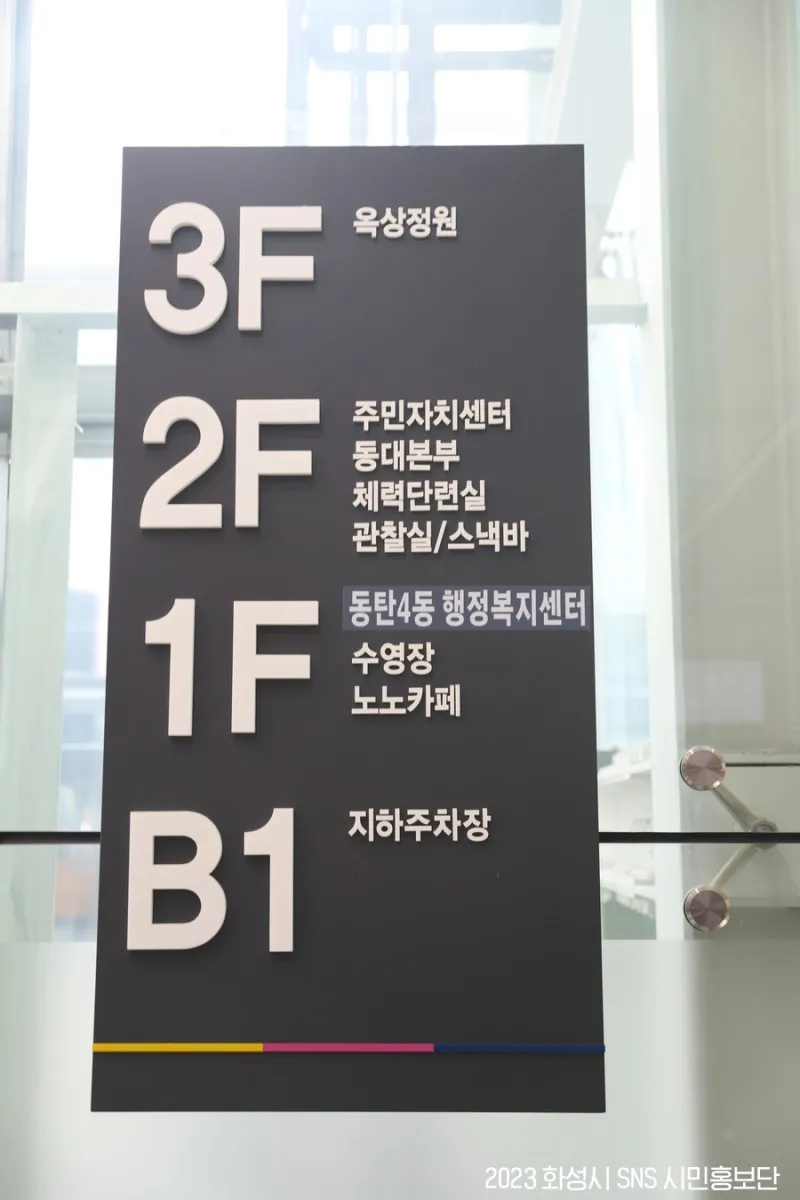 3F 옥상정원
2F 주민자치센터
동대본부
체력단련실
관찰실/스낵바
1F 동탄4동 행정복지센터
수영장
노노카페
B1 지하주차장
2023 화성시 SNS 시민홍보단